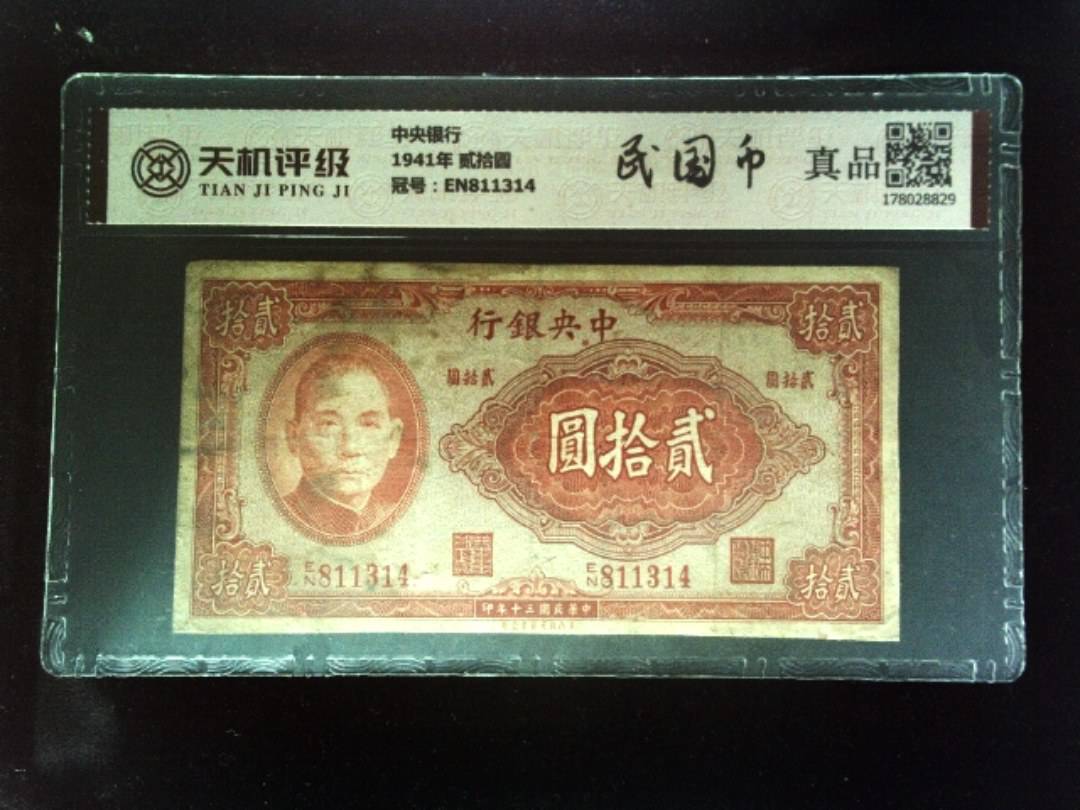 天机评级
TIAN JI PING JI
中央银行
1941年 贰拾圆
冠号：EN811314
民国币
真品
178028829
拾貳
行銀央中
拾貳
圓拾貳
圓拾貳
圓拾貳
拾貳
EN811314
EN811314
拾貳
印年十三國民華中